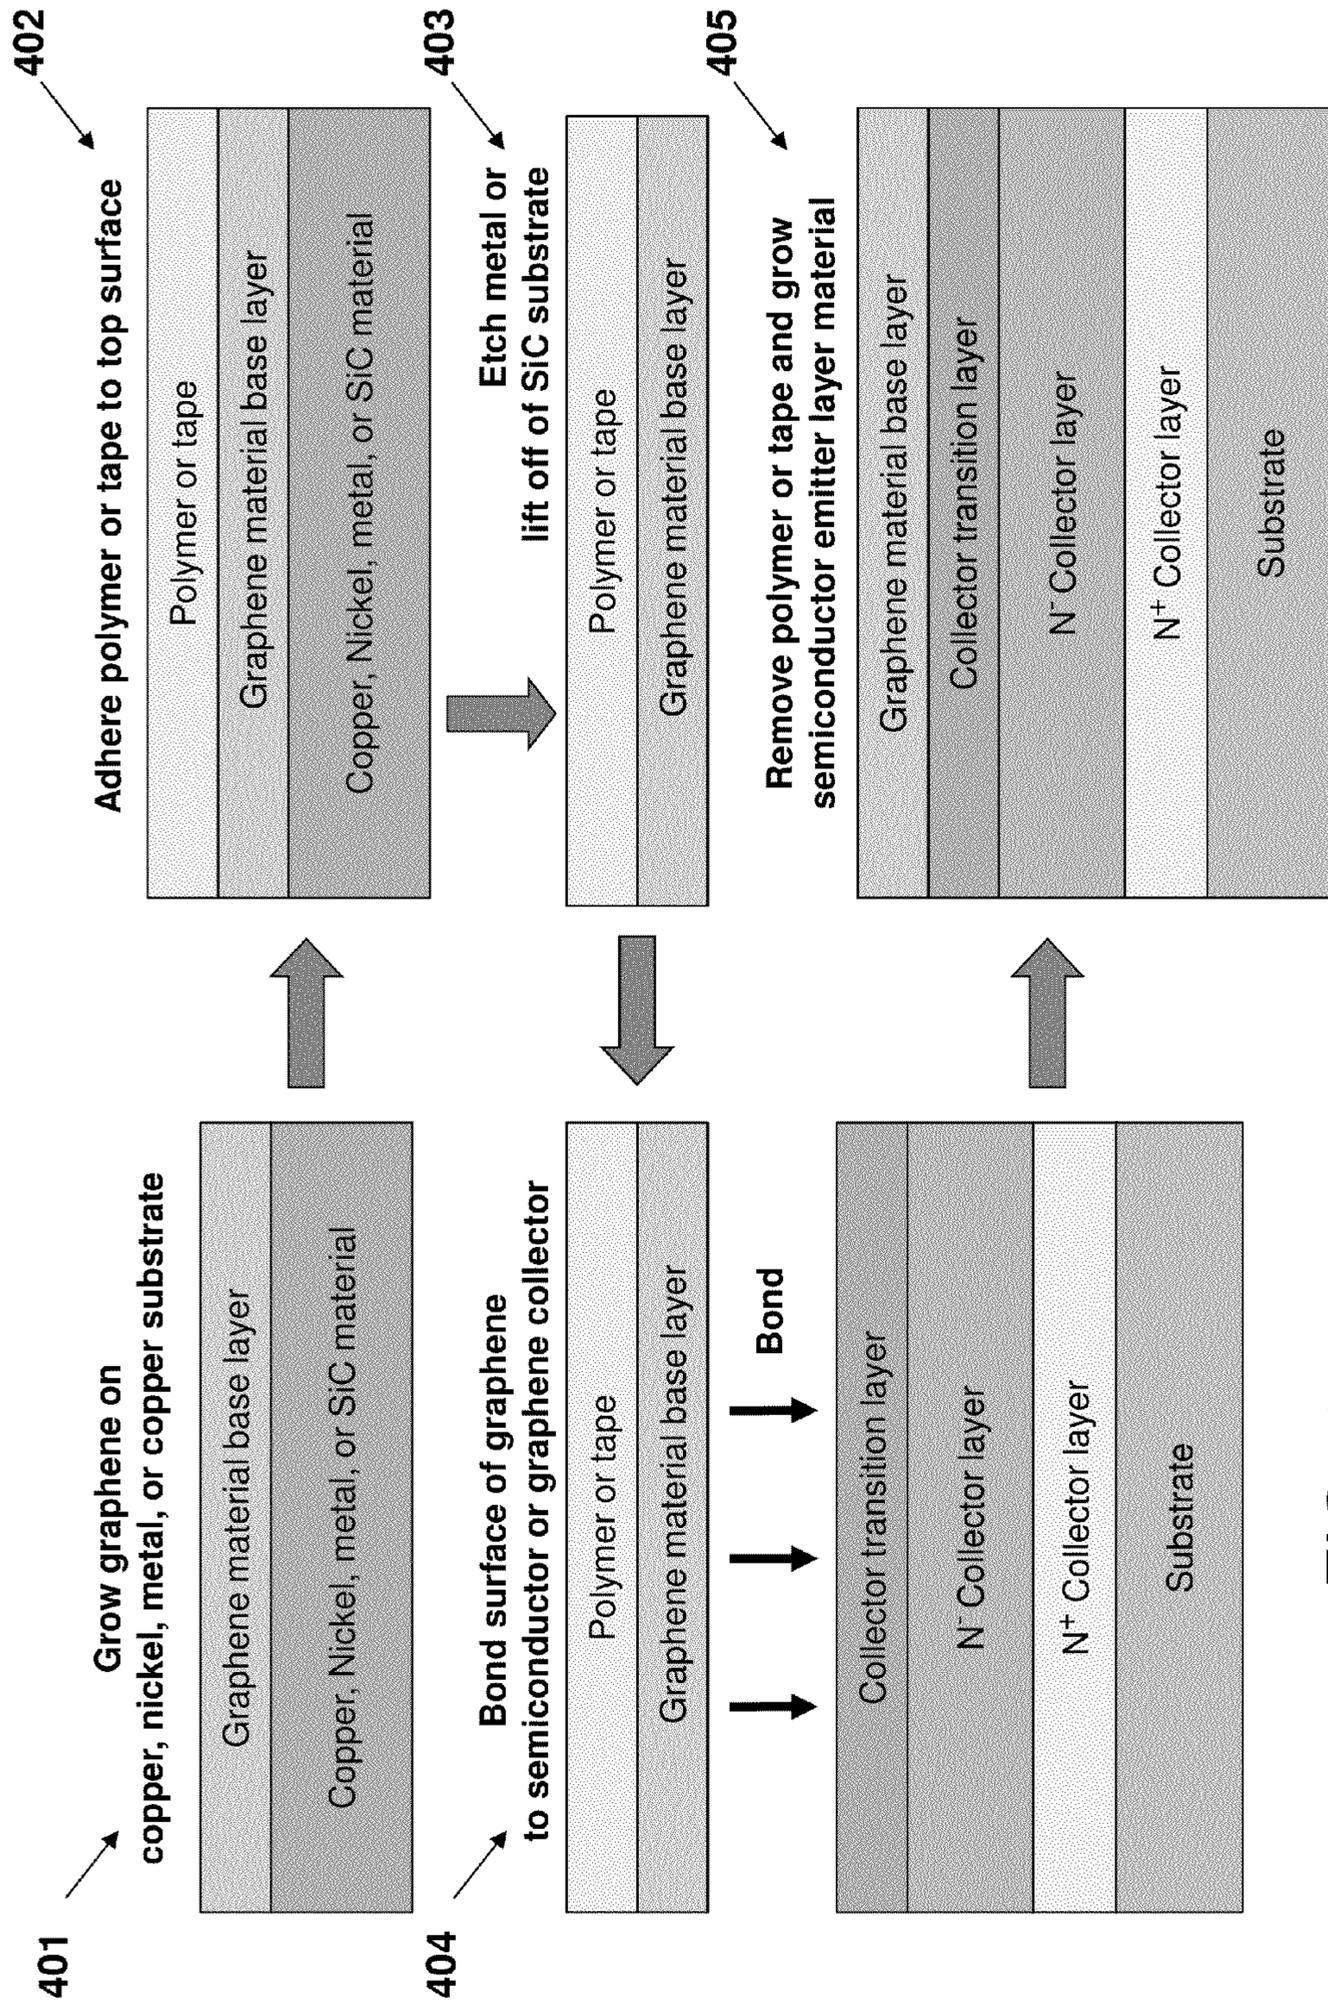 401
Grow graphene on
copper, nickel, metal, or copper substrate
Graphene material base layer
Copper, Nickel, metal, or SiC material
402
Adhere polymer or tape to top surface
Polymer or tape
Graphene material base layer
Copper, Nickel, metal, or SiC material
403
Etch metal or
lift off of SiC substrate
Polymer or tape
Graphene material base layer
404
Bond surface of graphene
to semiconductor or graphene collector
Polymer or tape
Graphene material base layer
Bond
Collector transition layer
N⁻ Collector layer
N⁺ Collector layer
Substrate
405
Remove polymer or tape and grow
semiconductor emitter layer material
Graphene material base layer
Collector transition layer
N⁻ Collector layer
N⁺ Collector layer
Substrate